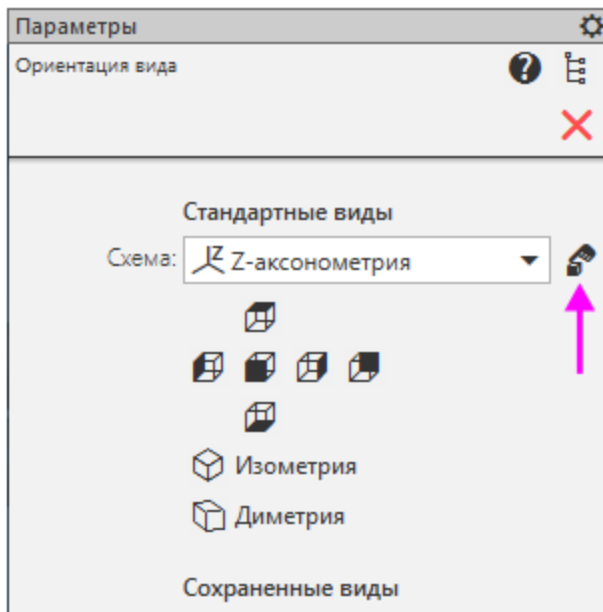 Параметры
Ориентация вида
Стандартные виды
Схема: Z Z-аксонометрия
Изометрия
Диметрия
Сохраненные виды